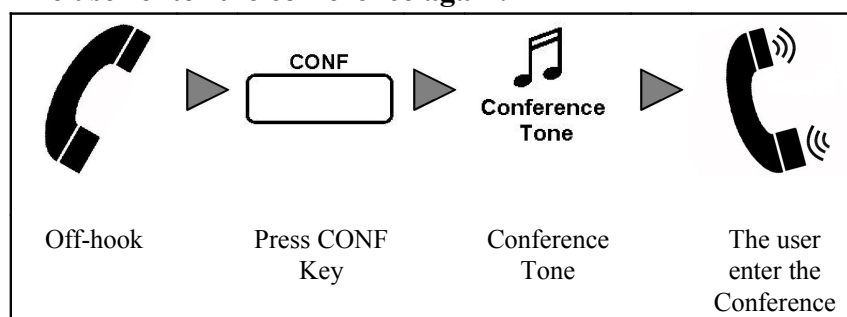 CONF
Conference
Tone
Off-hook
Press CONF
Key
Conference
Tone
The user
enter the
Conference